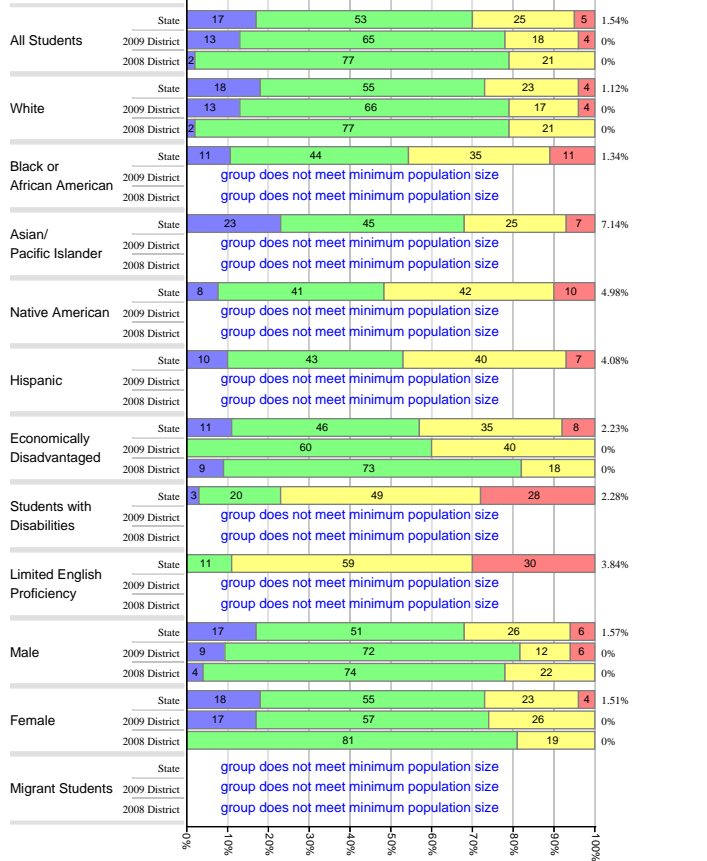 State 17 53 25 5 1.54%
All Students 2009 District 13 65 18 4 0%
2008 District 2 77 21 0%
State 18 55 23 4 1.12%
White 2009 District 13 66 17 4 0%
2008 District 2 77 21 0%
State 11 44 35 11 1.34%
Black or
African American 2009 District group does not meet minimum population size
2008 District group does not meet minimum population size
State 23 45 25 7 7.14%
Asian/
Pacific Islander 2009 District group does not meet minimum population size
2008 District group does not meet minimum population size
State 8 41 42 10 4.98%
Native American 2009 District group does not meet minimum population size
2008 District group does not meet minimum population size
State 10 43 40 7 4.08%
Hispanic 2009 District group does not meet minimum population size
2008 District group does not meet minimum population size
State 11 46 35 8 2.23%
Economically
Disadvantaged 2009 District 60 40 0%
2008 District 9 73 18 0%
State 3 20 49 28 2.28%
Students with
Disabilities 2009 District group does not meet minimum population size
2008 District group does not meet minimum population size
State 11 59 30 3.84%
Limited English
Proficiency 2009 District group does not meet minimum population size
2008 District group does not meet minimum population size
State 17 51 26 6 1.57%
Male 2009 District 9 72 12 6 0%
2008 District 4 74 22 0%
State 18 55 23 4 1.51%
Female 2009 District 17 57 26 0%
2008 District 81 19 0%
State group does not meet minimum population size
Migrant Students 2009 District group does not meet minimum population size
2008 District group does not meet minimum population size
0% 10% 20% 30% 40% 50% 60% 70% 80% 90% 100%